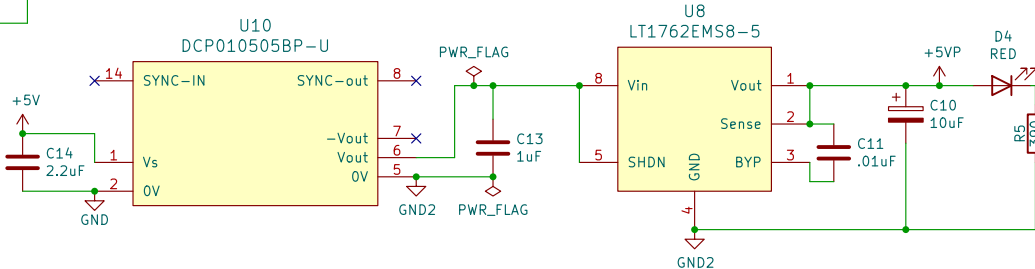 U10
DCP010505BP-U
14
SYNC-IN
SYNC-out
8
-Vout
7
Vout
6
1
Vs
2
0V
0V
5
+5V
C14
2.2uF
GND
GND2
PWR_FLAG
C13
1uF
PWR_FLAG
U8
LT1762EMS8-5
8
Vin
Vout
1
Sense
2
5
SHDN
BYP
3
GND
4
GND2
C11
.01uF
+
C10
10uF
+5VP
D4
RED
R5